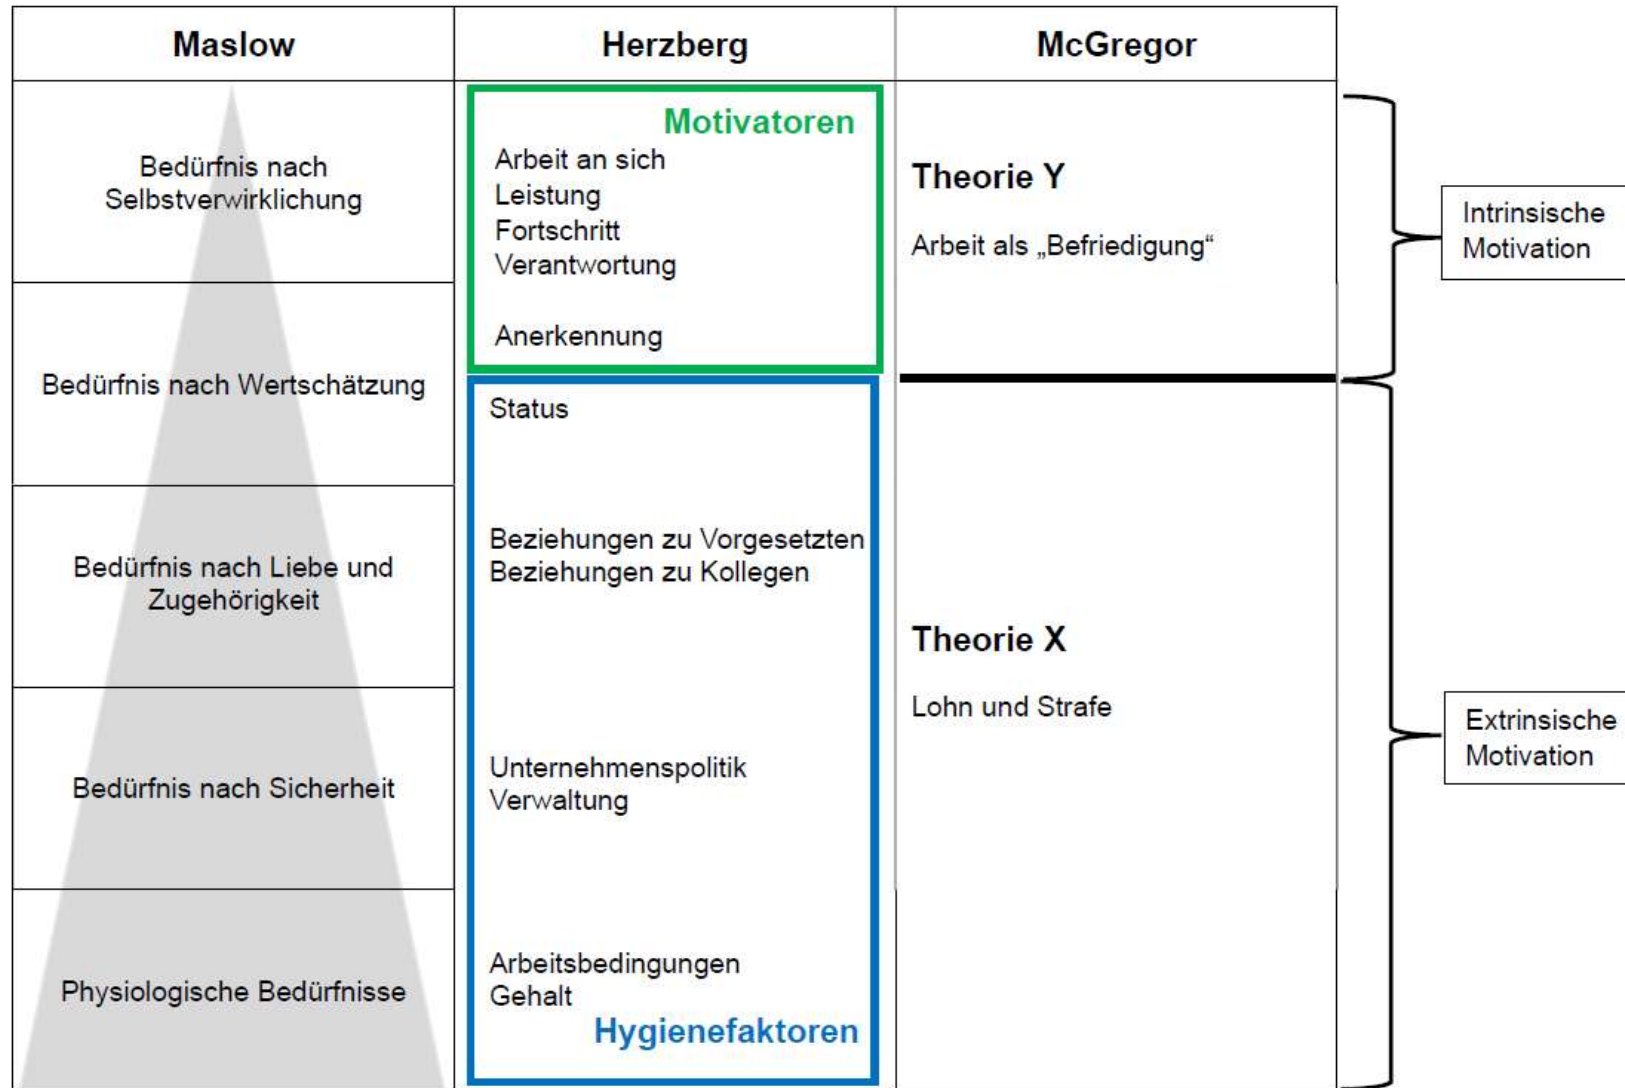 Maslow
Herzberg
McGregor
Bedürfnis nach
Selbstverwirklichung
Motivatoren
Arbeit an sich
Leistung
Fortschritt
Verantwortung
Anerkennung
Theorie Y
Arbeit als „Befriedigung“
Intrinsische
Motivation
Bedürfnis nach Wertschätzung
Status
Bedürfnis nach Liebe und
Zugehörigkeit
Beziehungen zu Vorgesetzten
Beziehungen zu Kollegen
Theorie X
Lohn und Strafe
Extrinsische
Motivation
Bedürfnis nach Sicherheit
Unternehmenspolitik
Verwaltung
Physiologische Bedürfnisse
Arbeitsbedingungen
Gehalt
Hygienefaktoren